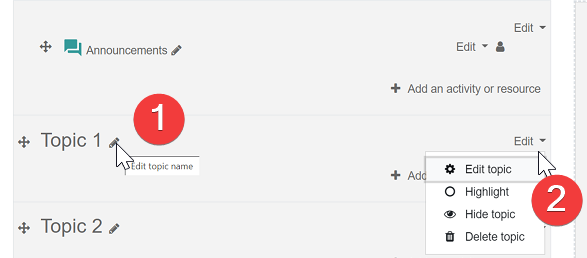 Edit
Announcements
Edit
Add an activity or resource
1
Topic 1
Edit
Edit topic name
Add
Edit topic
Highlight
2
Hide topic
Topic 2
Delete topic